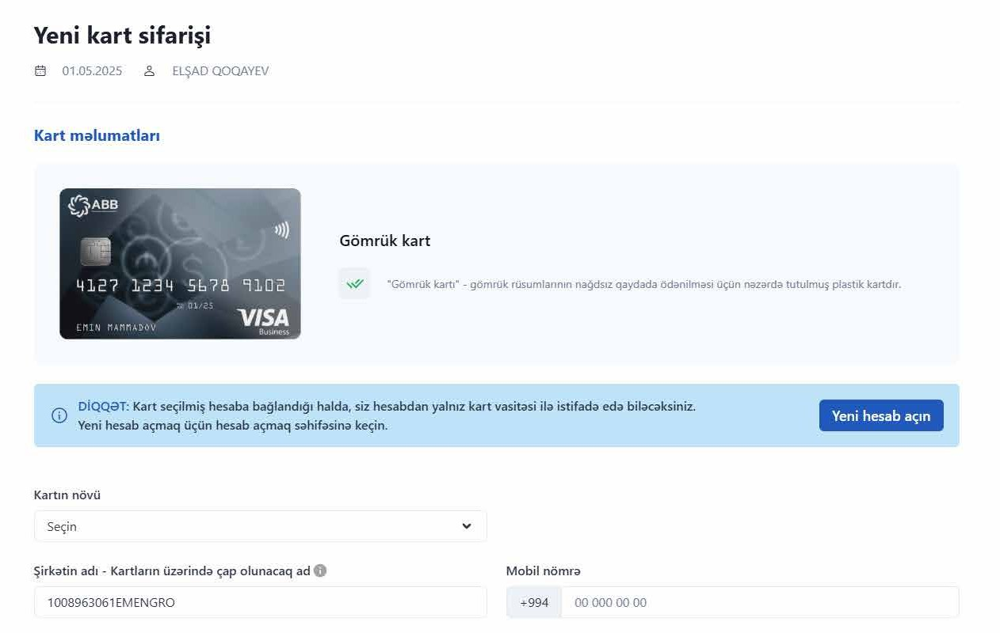 Yeni kart sifarişi
01.05.2025 ELŞAD QOQAYEV
Kart məlumatları
ABB
4127 1234 5678 9102
01/25
EMIN MAMMADOV
VISA
Business
Gömrük kart
"Gömrük kartı" - gömrük rüsumlarının nağdsız qaydada ödənilməsi üçün nəzərdə tutulmuş plastik kartdır.
DİQQƏT: Kart seçilmiş hesaba bağlandığı halda, siz hesabdan yalnız kart vasitəsi ilə istifadə edə biləcəksiniz.
Yeni hesab açmaq üçün hesab açmaq səhifəsinə keçin.
Yeni hesab açın
Kartın növü
Seçin
Şirkətin adı - Kartların üzərində çap olunacaq ad
1008963061EMENGRO
Mobil nömrə
+994 00 000 00 00